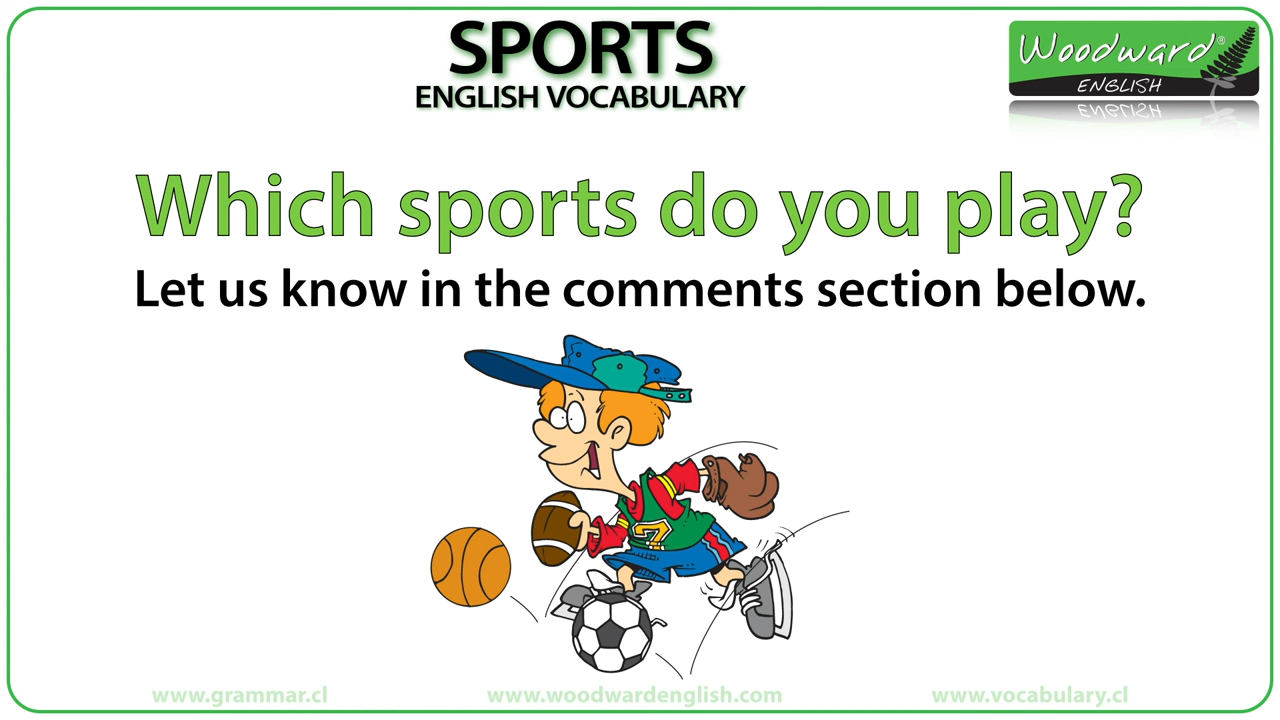 SPORTS
ENGLISH VOCABULARY
Woodward®
ENGLISH
Which sports do you play?
Let us know in the comments section below.
7
www.grammar.cl
www.woodwardenglish.com
www.vocabulary.cl